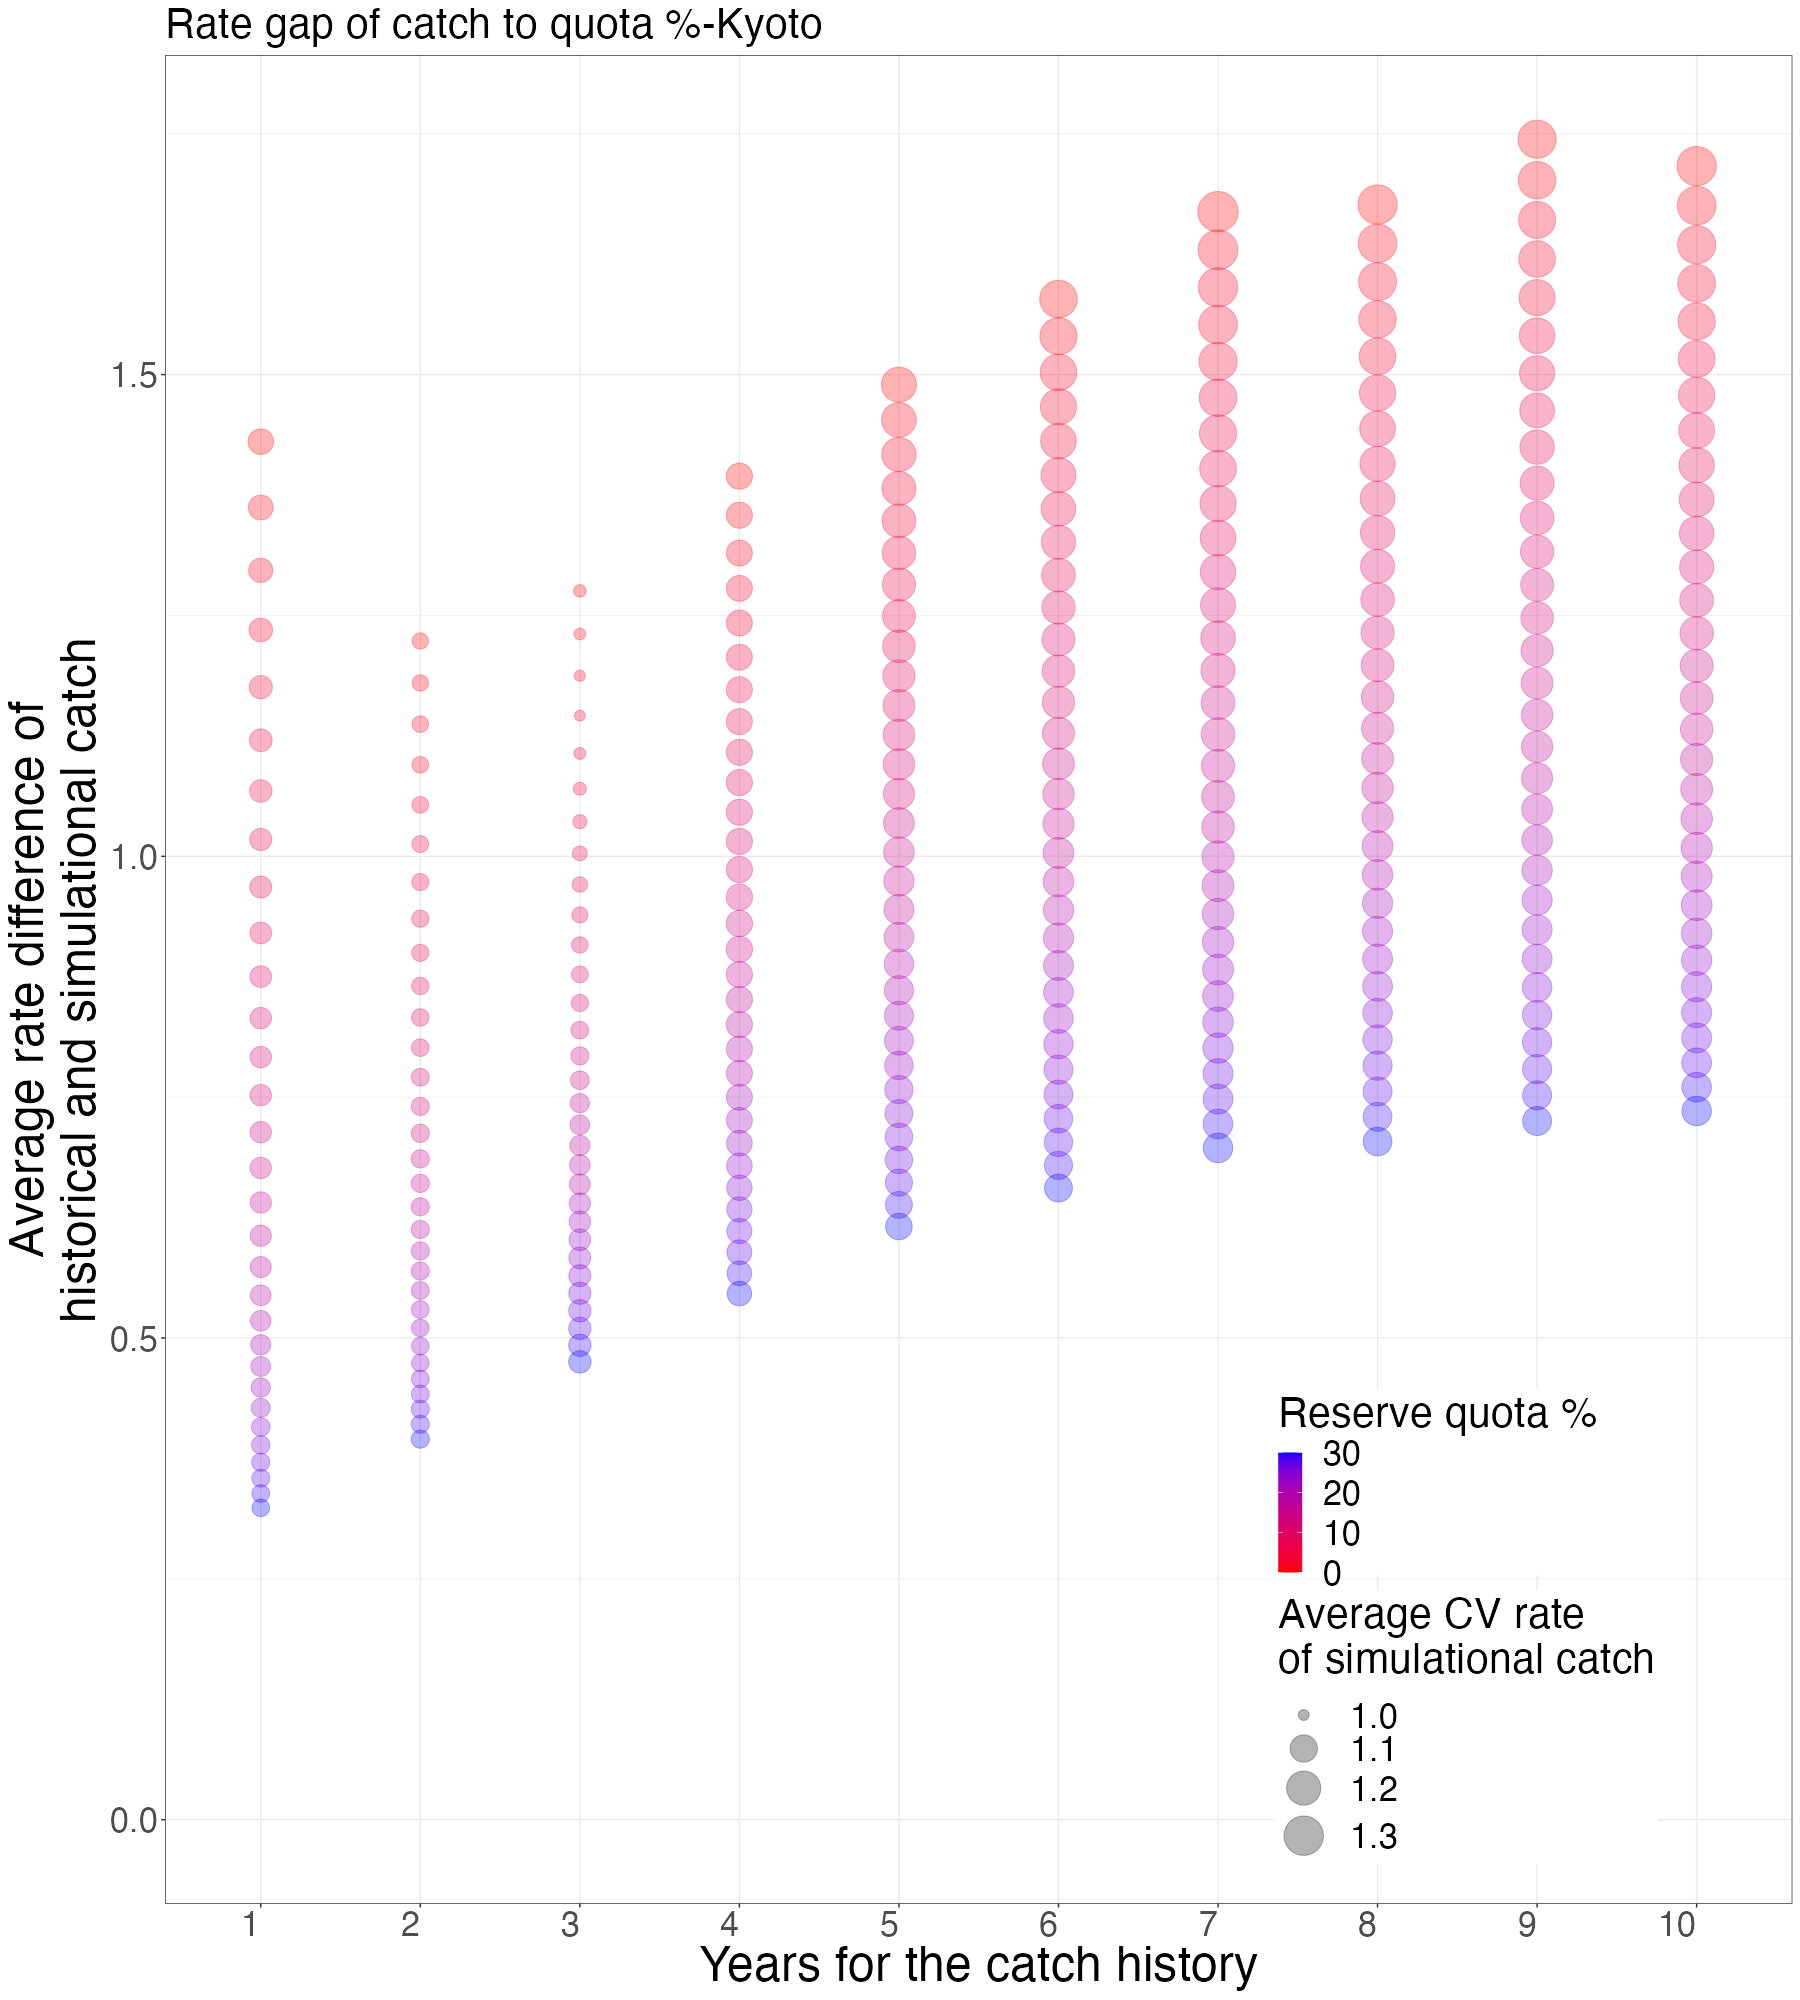 Rate gap of catch to quota %-Kyoto
Average rate difference of
historical and simulational catch
1.5
1.0
0.5
0.0
Reserve quota %
30
20
10
0
Average CV rate
of simulational catch
1.0
1.1
1.2
1.3
1 2 3 4 5 6 7 8 9 10
Years for the catch history